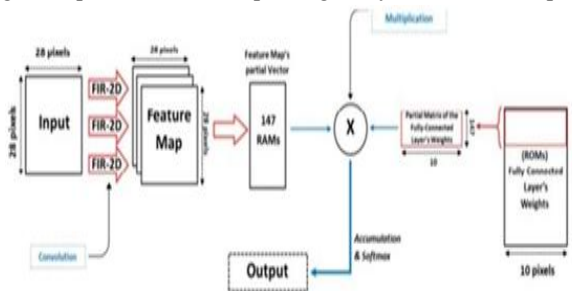 Multiplication
28 pixels
28 pixels
Feature Map's
partial Vector
28 pixels
Input
FIR-2D
FIR-2D
FIR-2D
Feature
Map
28 pixels
147
RAMs
X
Partial Matrix of the
Fully-Connected
Layer's Weights
147
10
(ROMs)
Fully Connected
Layer's
Weights
10 pixels
Convolution
Accumulation
& Softmax
Output